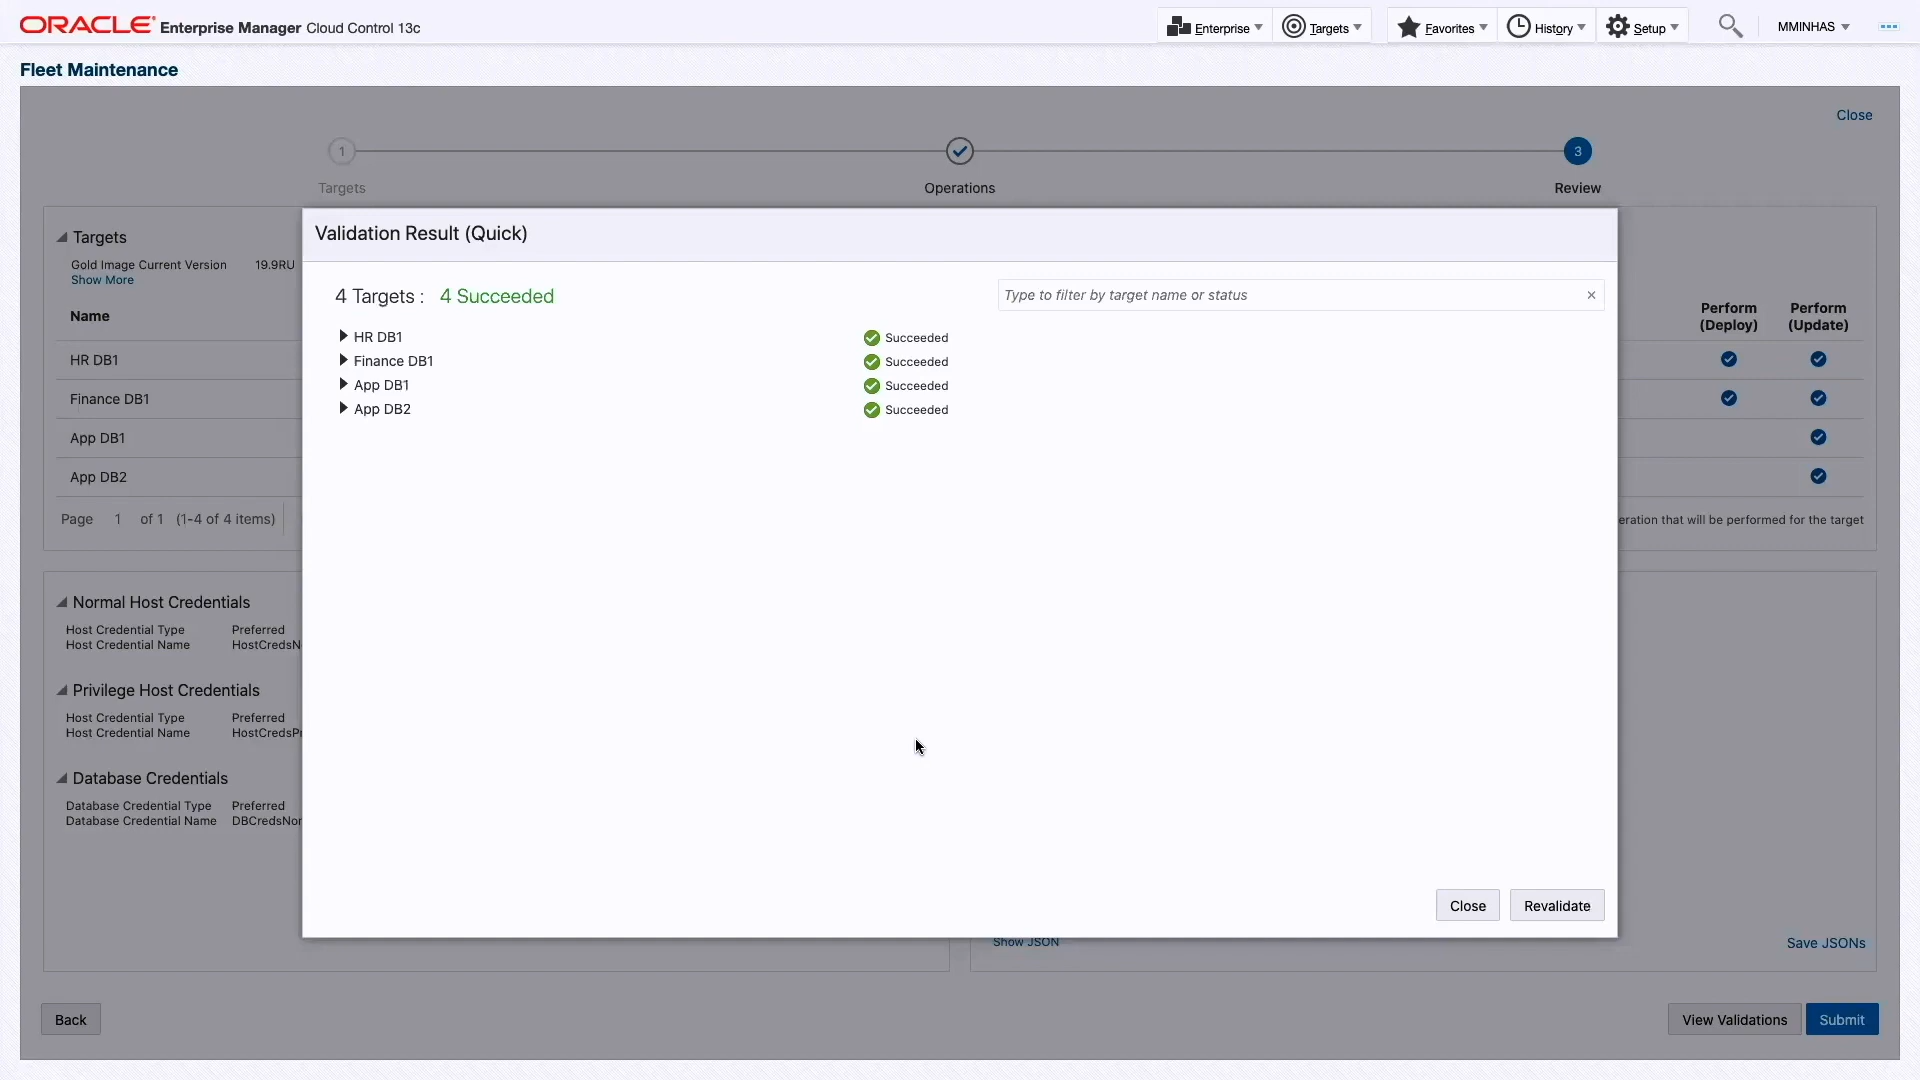 ORACLE Enterprise Manager Cloud Control 13c
Enterprise
Targets
Favorites
History
Setup
MMINHAS
Fleet Maintenance
Close
1
3
Targets
Operations
Review
Targets
Gold Image Current Version 19.9RU
Show More
Name
HR DB1
Finance DB1
App DB1
App DB2
Page 1 of 1 (1-4 of 4 items)
Perform (Deploy)
Perform (Update)
eration that will be performed for the target
Validation Result (Quick)
4 Targets : 4 Succeeded
Type to filter by target name or status
HR DB1 Succeeded
Finance DB1 Succeeded
App DB1 Succeeded
App DB2 Succeeded
Close
Revalidate
Normal Host Credentials
Host Credential Type Preferred
Host Credential Name HostCredsN
Privilege Host Credentials
Host Credential Type Preferred
Host Credential Name HostCredsPr
Database Credentials
Database Credential Type Preferred
Database Credential Name DBCredsNor
Show JSON
Save JSONs
Back
View Validations
Submit